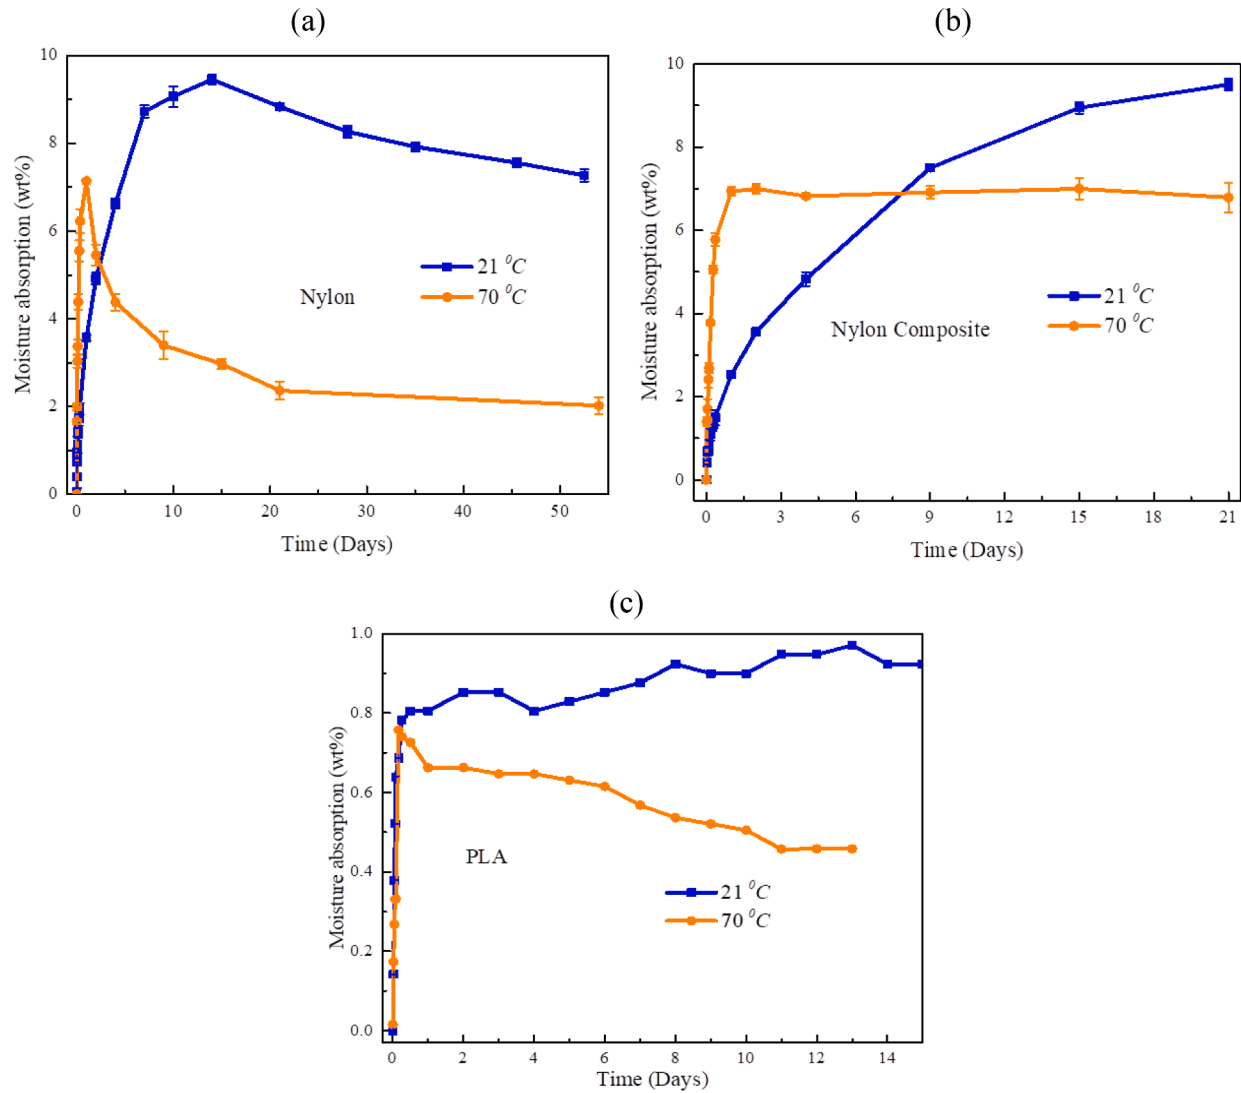 (a)
10
8
6
4
2
0
Moisture absorption (wt%)
21 ⁰C
70 ⁰C
Nylon
0 10 20 30 40 50
Time (Days)
(b)
10
8
6
4
2
0
Moisture absorption (wt%)
21 ⁰C
70 ⁰C
Nylon Composite
0 3 6 9 12 15 18 21
Time (Days)
(c)
1.0
0.8
0.6
0.4
0.2
0.0
Moisture absorption (wt%)
PLA
21 ⁰C
70 ⁰C
0 2 4 6 8 10 12 14
Time (Days)